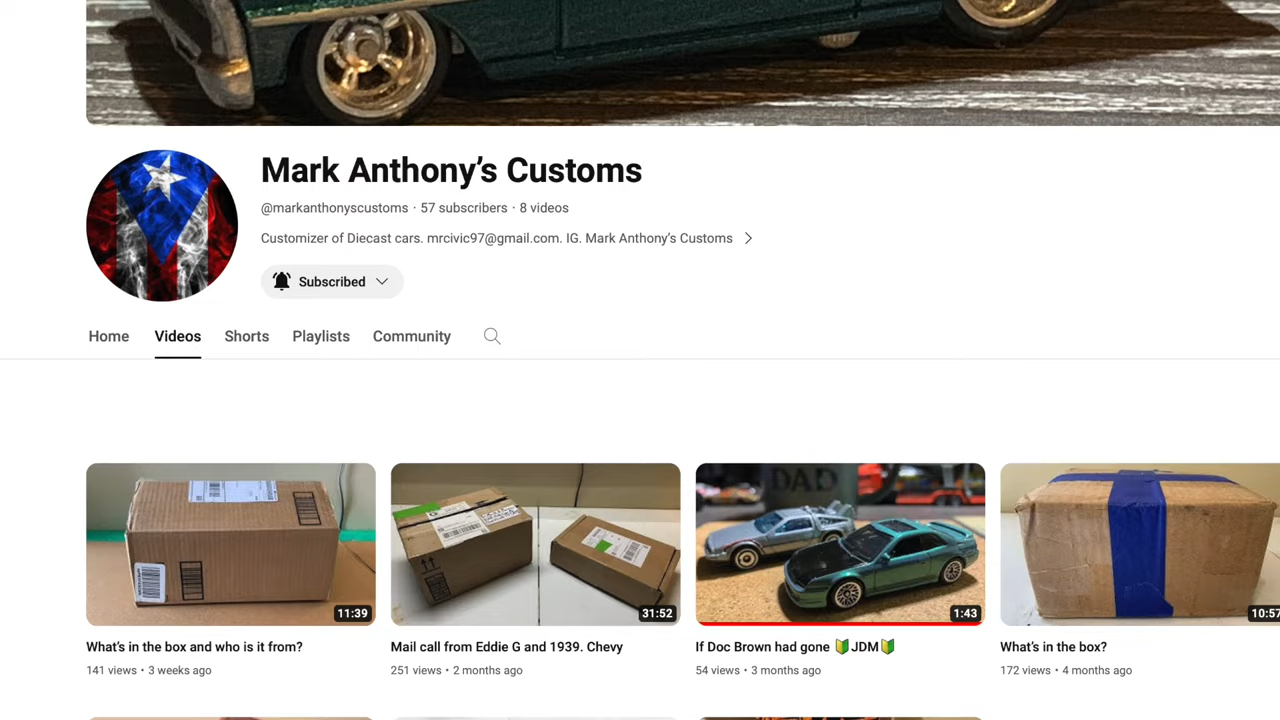 Mark Anthony’s Customs
@markanthonyscustoms · 57 subscribers · 8 videos
Customizer of Diecast cars. mrcivic97@gmail.com. IG. Mark Anthony’s Customs
Subscribed
Home Videos Shorts Playlists Community
DAD
11:39
31:52
1:43
10:57
What’s in the box and who is it from?
141 views • 3 weeks ago
Mail call from Eddie G and 1939. Chevy
251 views • 2 months ago
If Doc Brown had gone 🔰JDM🔰
54 views • 3 months ago
What’s in the box?
172 views • 4 months ago